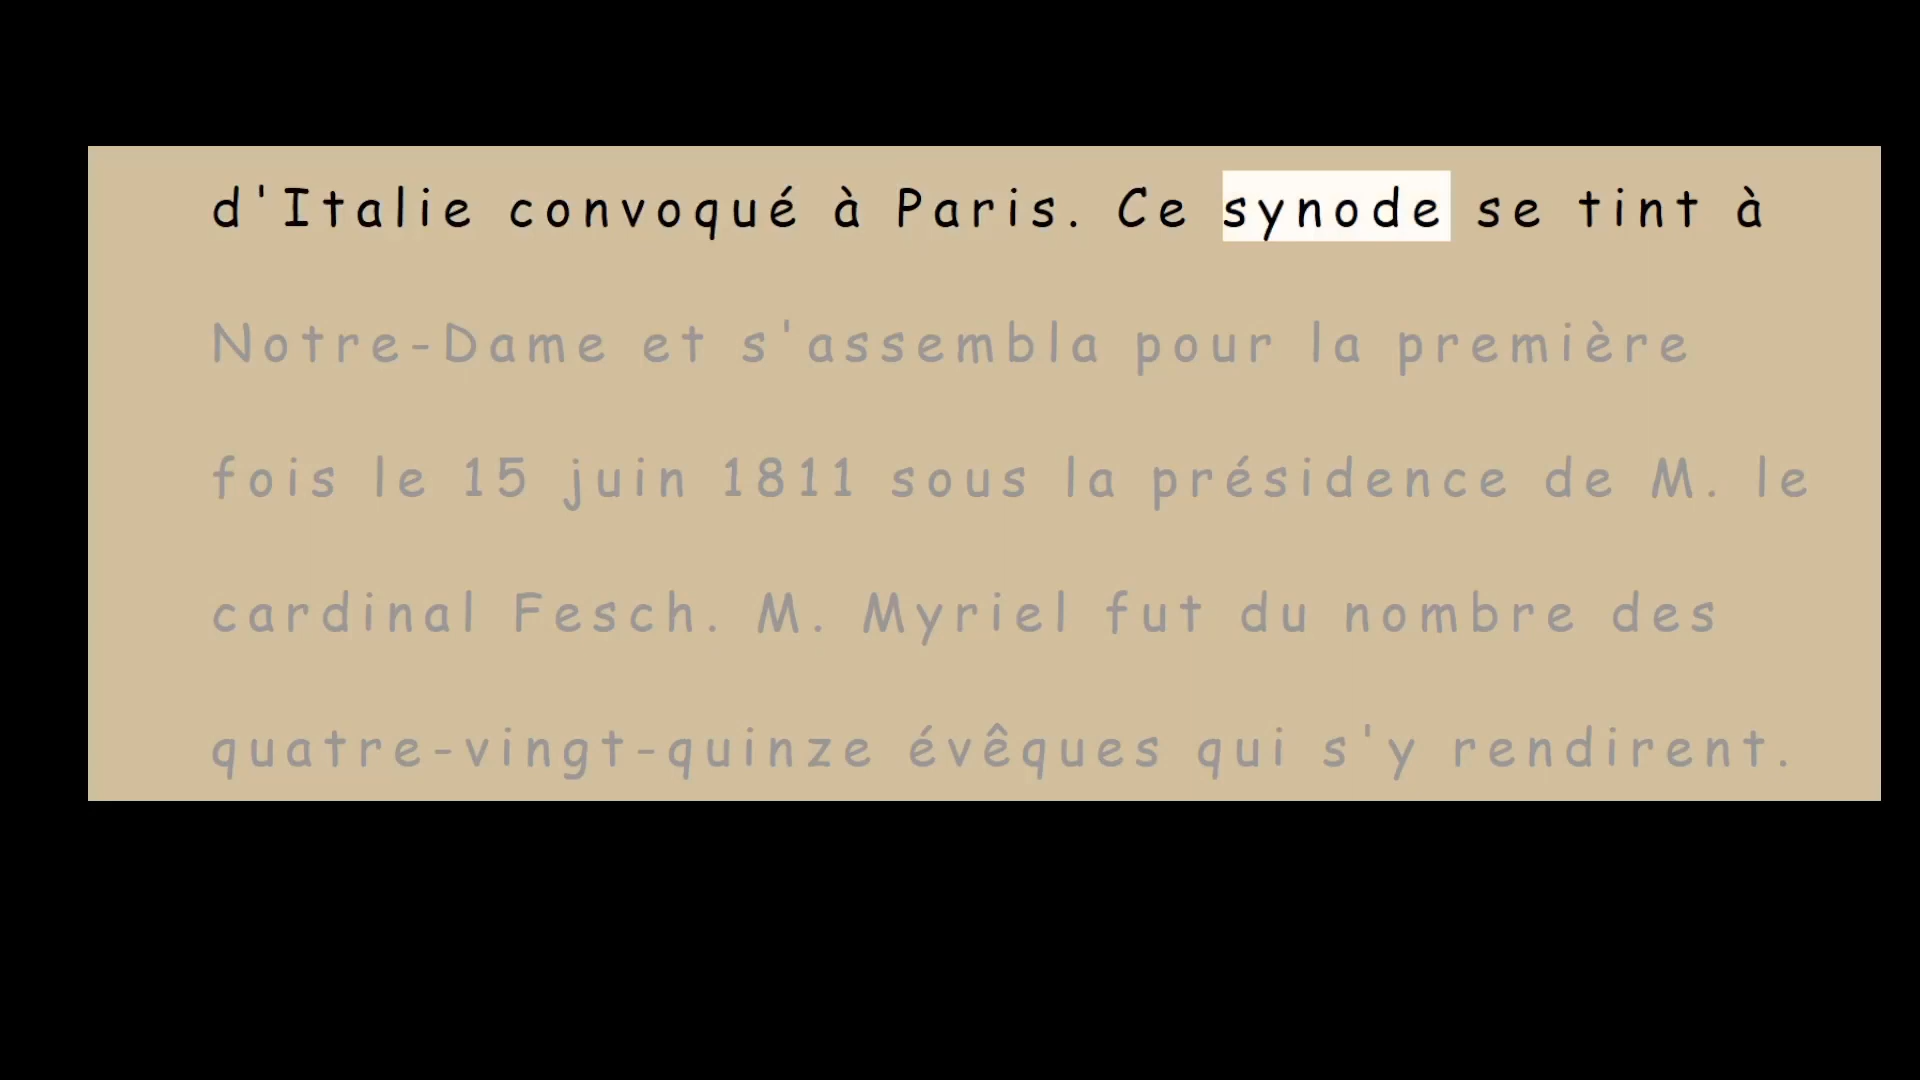 d'Italie convoqué à Paris. Ce synode se tint à
Notre-Dame et s'assembla pour la première
fois le 15 juin 1811 sous la présidence de M. le
cardinal Fesch. M. Myriel fut du nombre des
quatre-vingt-quinze évêques qui s'y rendirent.